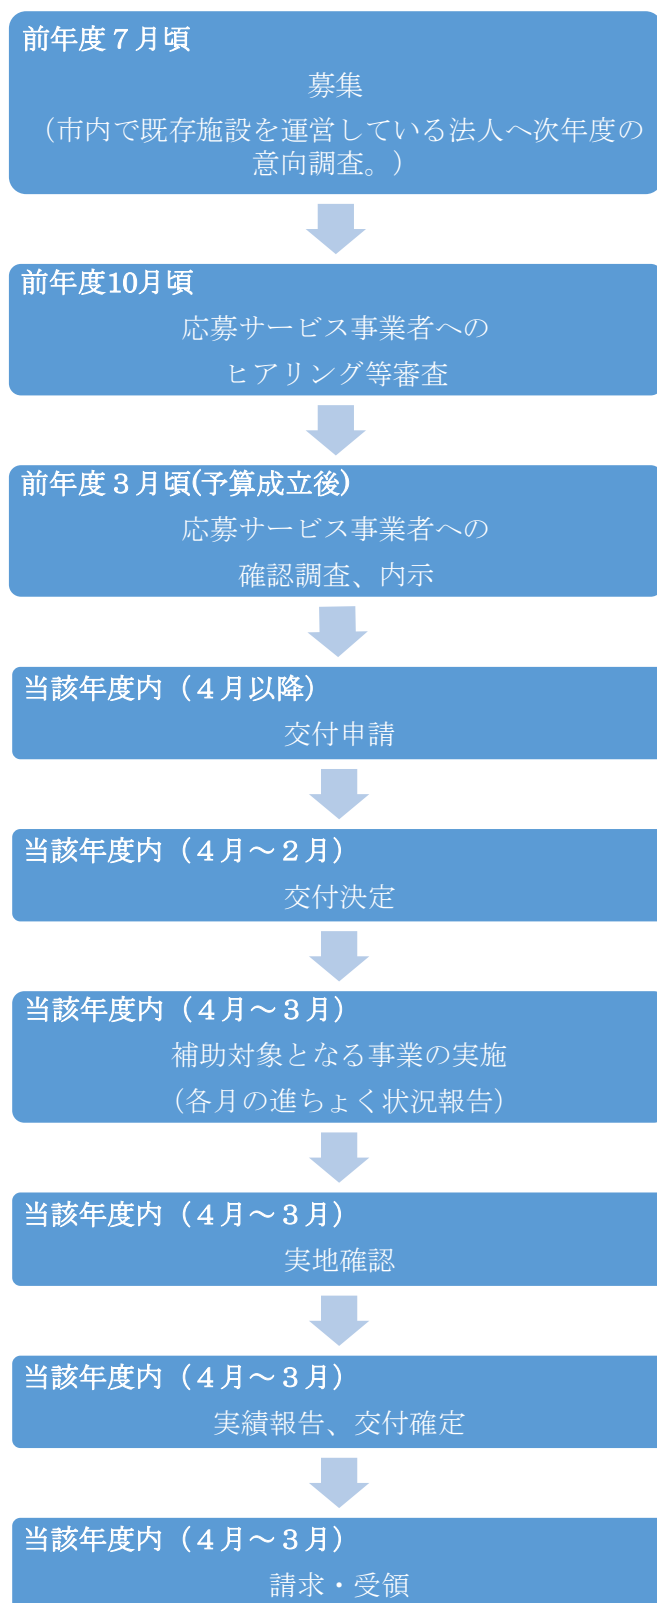 前年度７月頃
募集
（市内で既存施設を運営している法人へ次年度の
意向調査。）
前年度10月頃
応募サービス事業者への
ヒアリング等審査
前年度３月頃(予算成立後)
応募サービス事業者への
確認調査、内示
当該年度内（４月以降）
交付申請
当該年度内（４月～２月）
交付決定
当該年度内（４月～３月）
補助対象となる事業の実施
（各月の進ちょく状況報告）
当該年度内（４月～３月）
実地確認
当該年度内（４月～３月）
実績報告、交付確定
当該年度内（４月～３月）
請求・受領